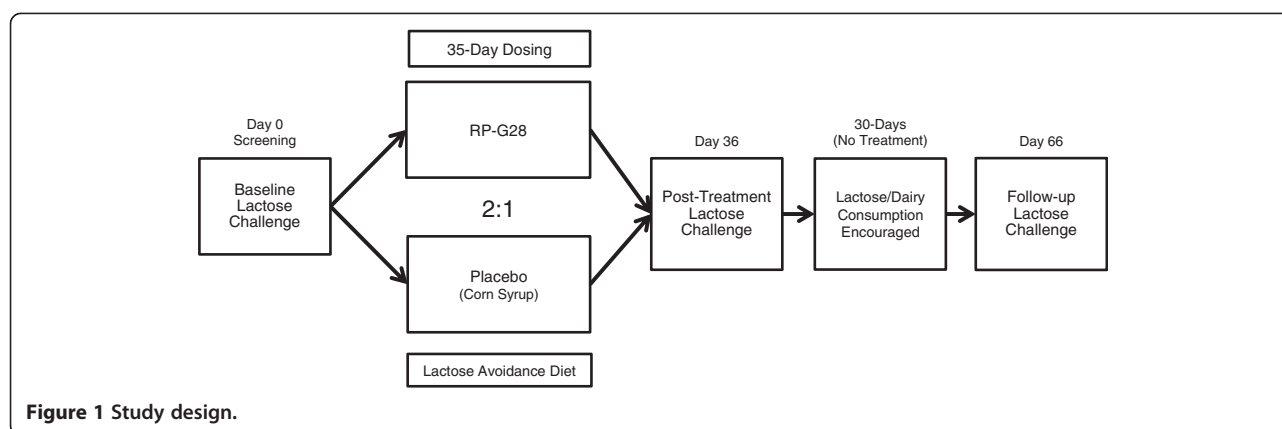 35-Day Dosing
Day 0
Screening
Baseline
Lactose
Challenge
RP-G28
2:1
Placebo
(Corn Syrup)
Lactose Avoidance Diet
Day 36
Post-Treatment
Lactose
Challenge
30-Days
(No Treatment)
Lactose/Dairy
Consumption
Encouraged
Day 66
Follow-up
Lactose
Challenge
Figure 1 Study design.